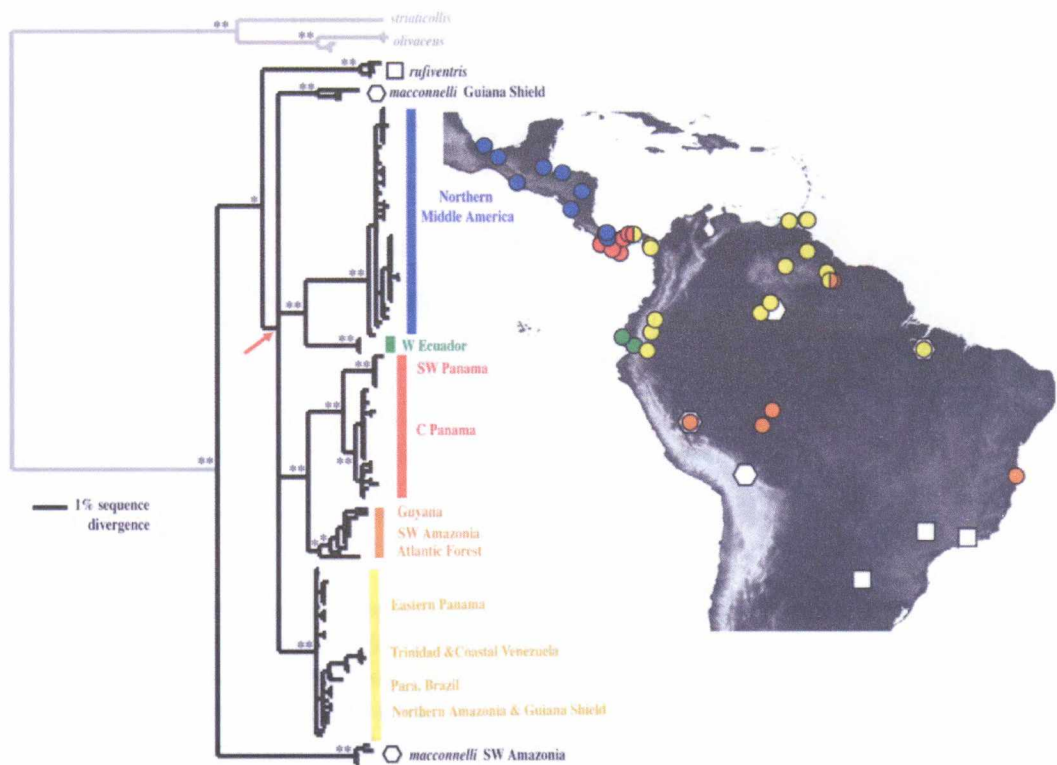 **
striaticollis
**
olivaceus
**
rufiventris
**
macconnelli Guiana Shield
Northern
Middle America
*
**
**
W Ecuador
**
SW Panama
**
C Panama
**
**
**
1% sequence
divergence
Guyana
**
SW Amazonia
Atlantic Forest
Eastern Panama
**
Trinidad &Coastal Venezuela
Para, Brazil
Northern Amazonia & Guiana Shield
**
macconnelli SW Amazonia